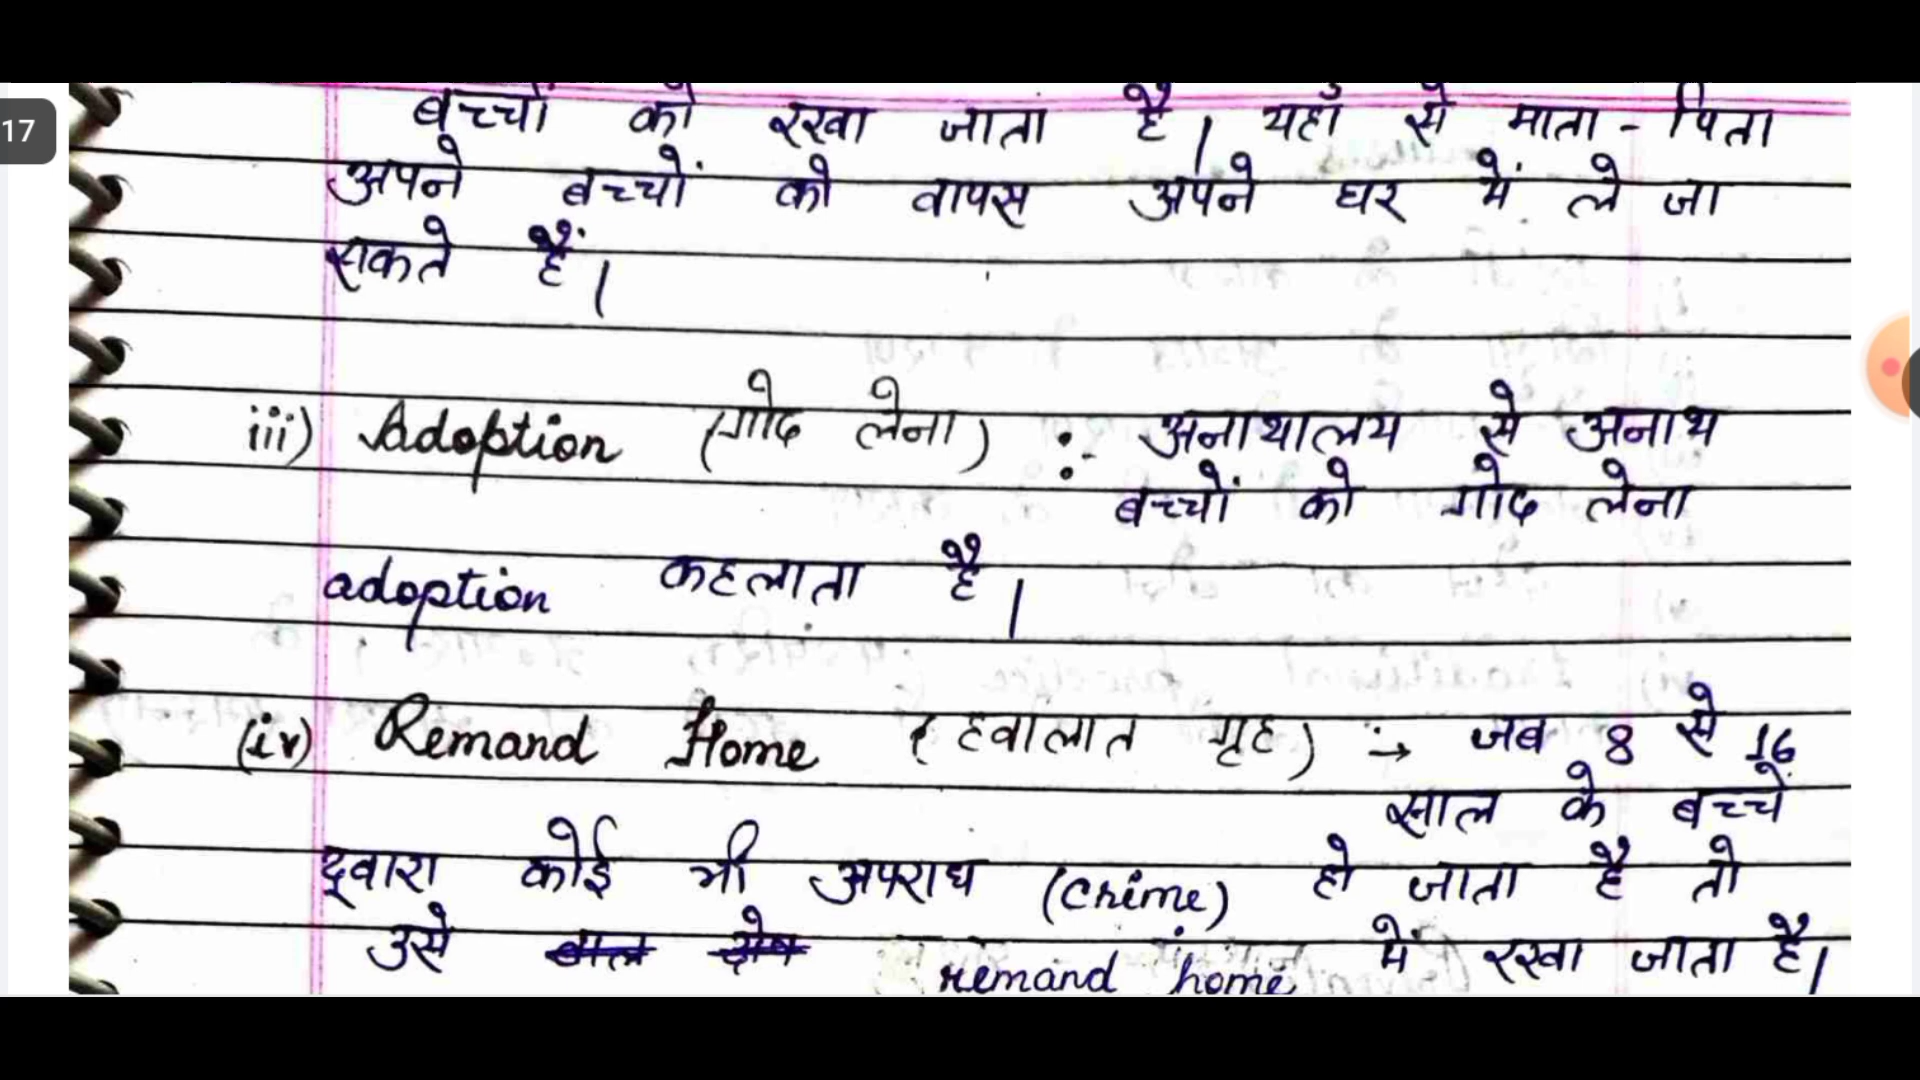 17
बच्चों को रखा जाता है। यहाँ से माता - पिता
अपने बच्चों को वापस अपने घर में ले जा
सकते हैं।
iii) Adoption (गोद लेना) :- अनाथालय से अनाथ
बच्चों को गोद लेना
adoption कहलाता है।
(iv) Remand Home (हवालात गृह) :→ जब 8 से 16
साल के बच्चें
द्वारा कोई भी अपराध (crime) हो जाता है तो
उसे remand home में रखा जाता है।